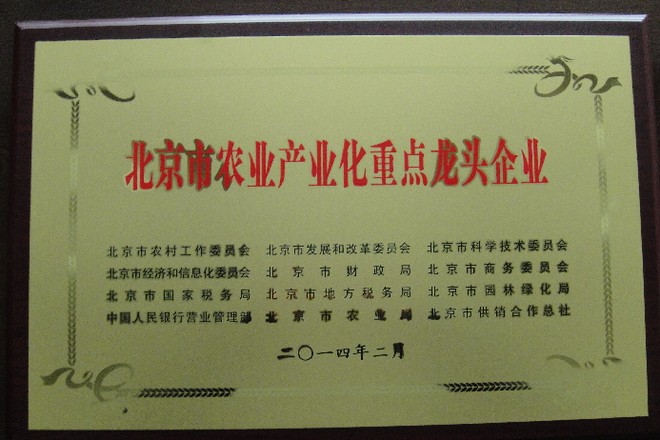 北京市农业产业化重点龙头企业
北京市农村工作委员会 北京市发展和改革委员会 北京市科学技术委员会
北京市经济和信息化委员会 北京市财政局 北京市商务委员会
北京市国家税务局 北京市地方税务局 北京市园林绿化局
中国人民银行营业管理部 北京市农业局 北京市供销合作总社
二〇一四年二月